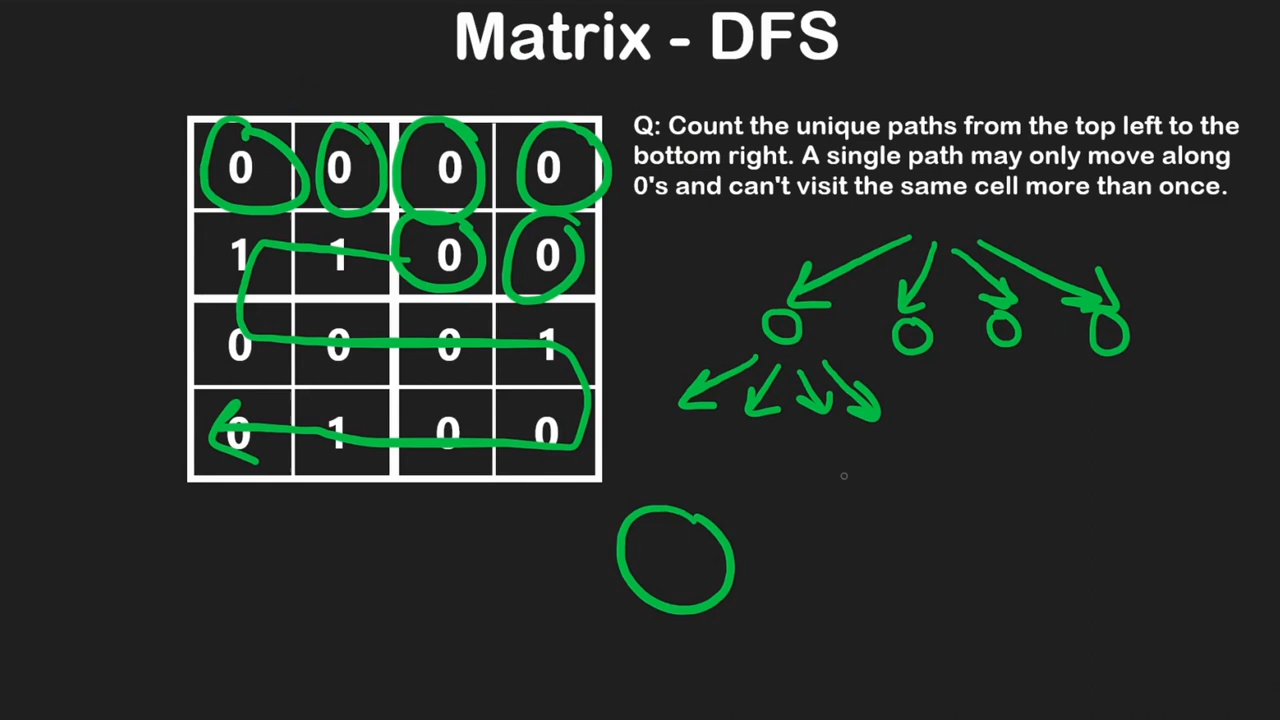 Matrix - DFS
Q: Count the unique paths from the top left to the
bottom right. A single path may only move along
0's and can't visit the same cell more than once.
0 0 0 0
1 1 0 0
0 0 0 1
0 1 0 0